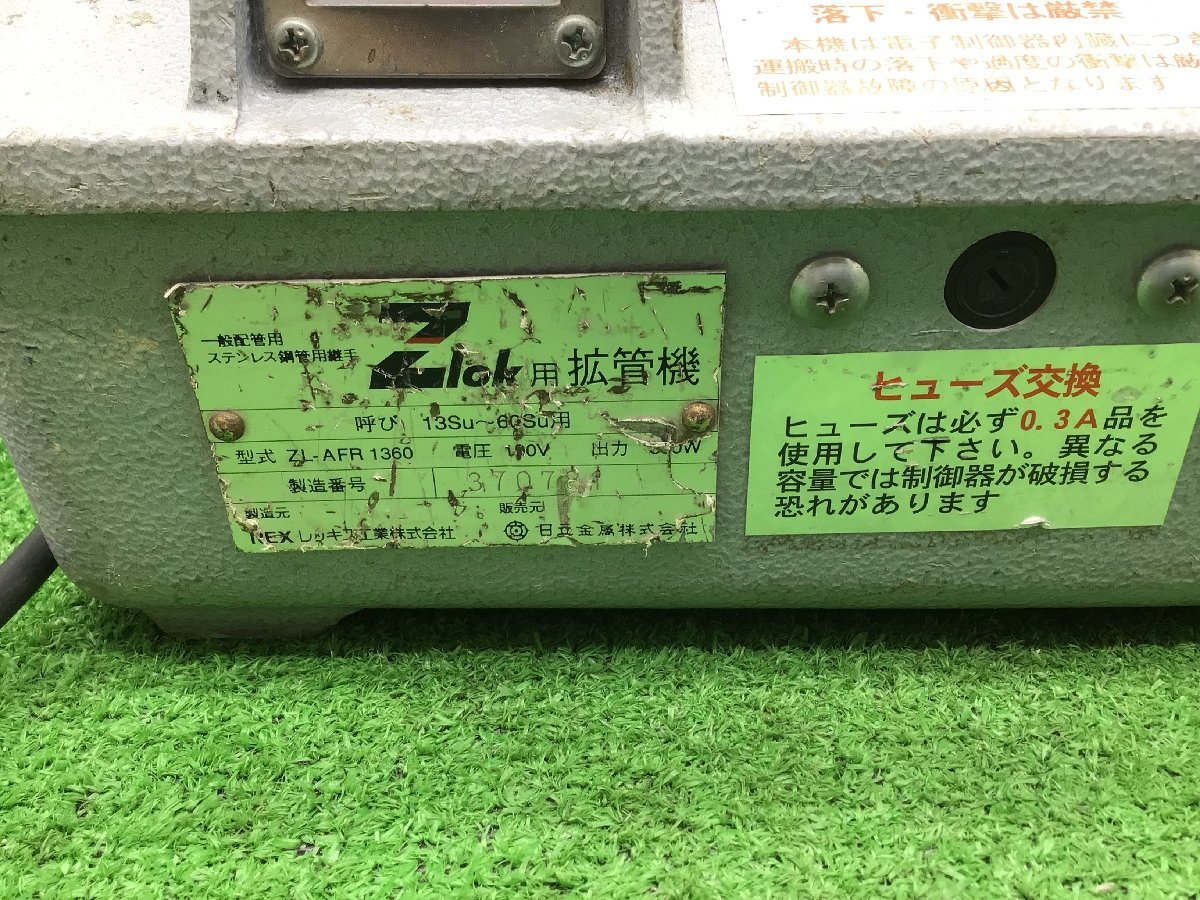 落下・衝撃は厳禁
本機は電子制御器内臓につき
運搬時の落下や過度の衝撃は厳
制御器故障の原因となります
一般配管用
ステンレス鋼管用継手
Zlok用 拡管機
呼び 13Su～60Su用
型式 ZL-AFR 1360 電圧 100V 出力
製造番号 3707
製造元 販売元
REX レッキス工業株式会社 日立金属株式会社
ヒューズ交換
ヒューズは必ず0.3A品を
使用して下さい。異なる
容量では制御器が破損する
恐れがあります